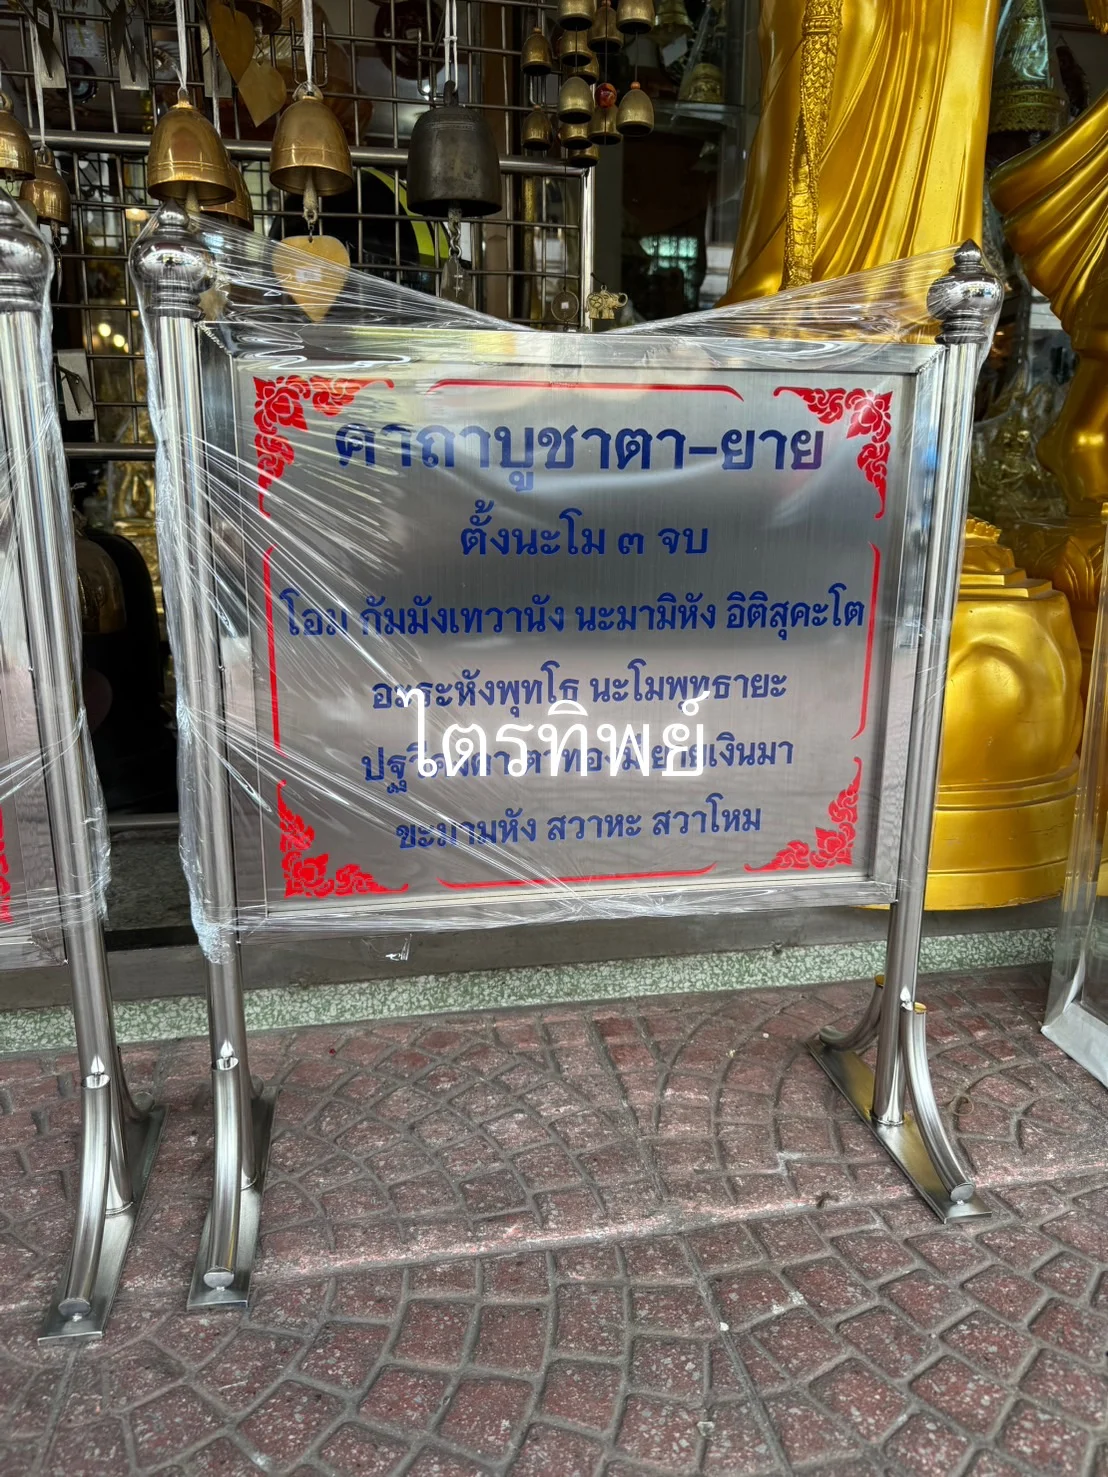 คาถาบูชาตา-ยาย
ตั้งนะโม ๓ จบ
โอม กัมมังเทวานัง นะมามิหัง อิติสุคะโต
อะระหังพุทโธ นะโมพุทธายะ
ไตรทิพย์
เงินมา
ขะมามหัง สวาหะ สวาโหม